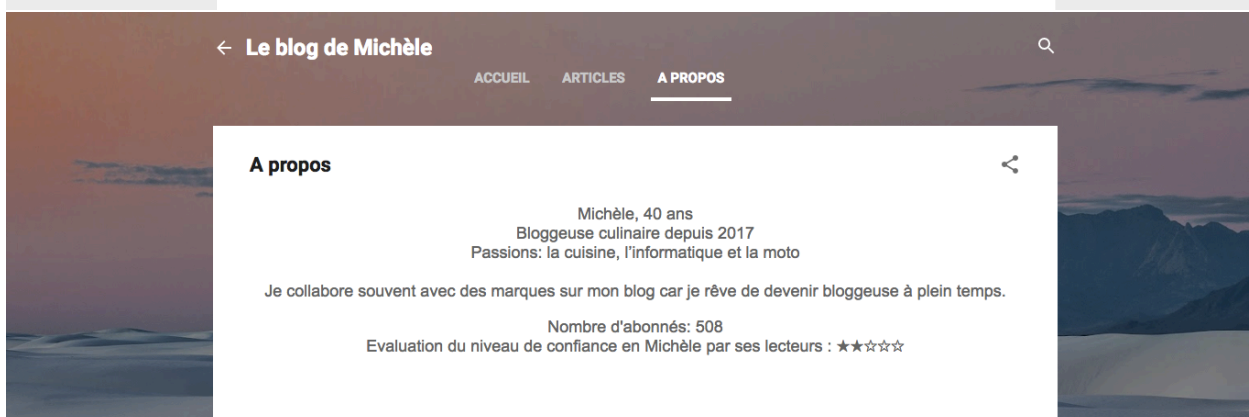 Le blog de Michèle
ACCUEIL ARTICLES A PROPOS
A propos
Michèle, 40 ans
Bloggeuse culinaire depuis 2017
Passions: la cuisine, l'informatique et la moto
Je collabore souvent avec des marques sur mon blog car je rêve de devenir bloggeuse à plein temps.
Nombre d'abonnés: 508
Evaluation du niveau de confiance en Michèle par ses lecteurs : ★★☆☆☆